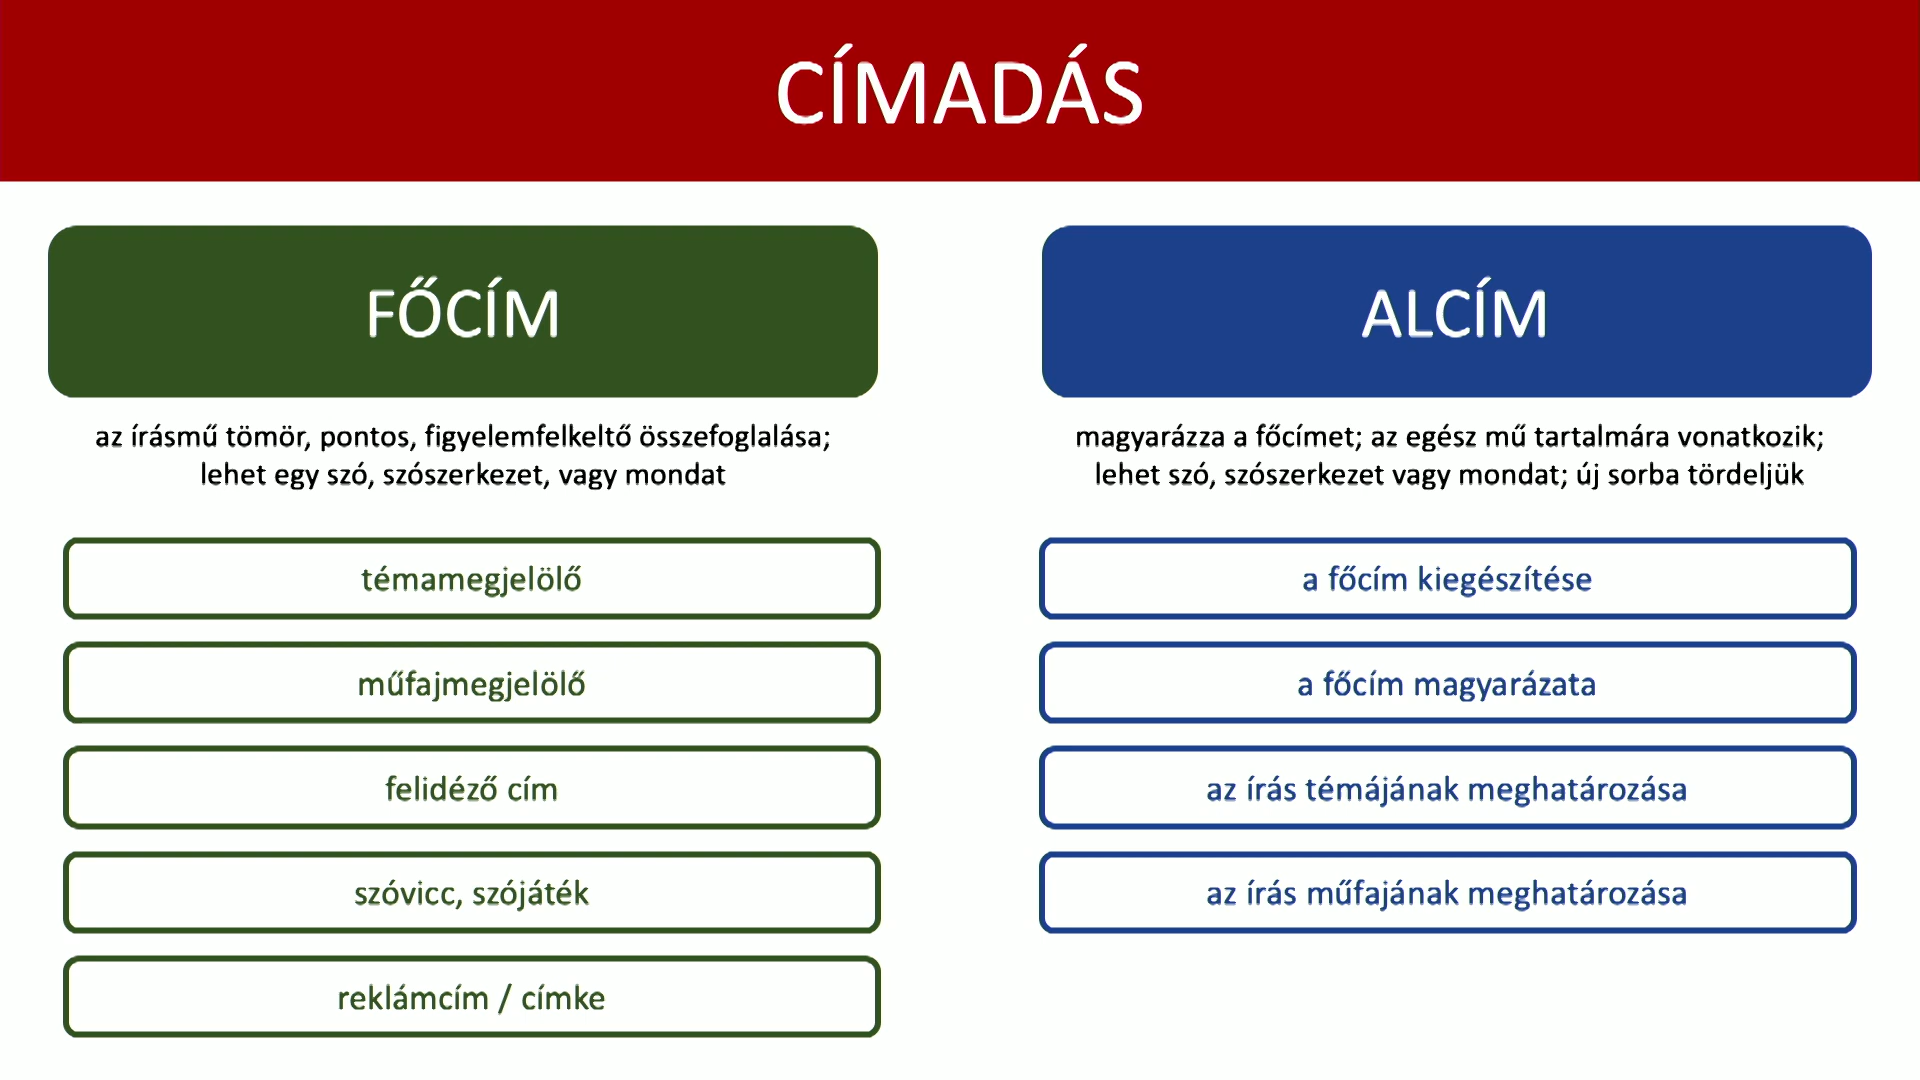 CÍMADÁS
FŐCÍM
az írásmű tömör, pontos, figyelemfelkeltő összefoglalása;
lehet egy szó, szószerkezet, vagy mondat
témamegjelölő
műfajmegjelölő
felidéző cím
szóvicc, szójáték
reklámcím / címke
ALCÍM
magyarázza a főcímet; az egész mű tartalmára vonatkozik;
lehet szó, szószerkezet vagy mondat; új sorba tördeljük
a főcím kiegészítése
a főcím magyarázata
az írás témájának meghatározása
az írás műfajának meghatározása